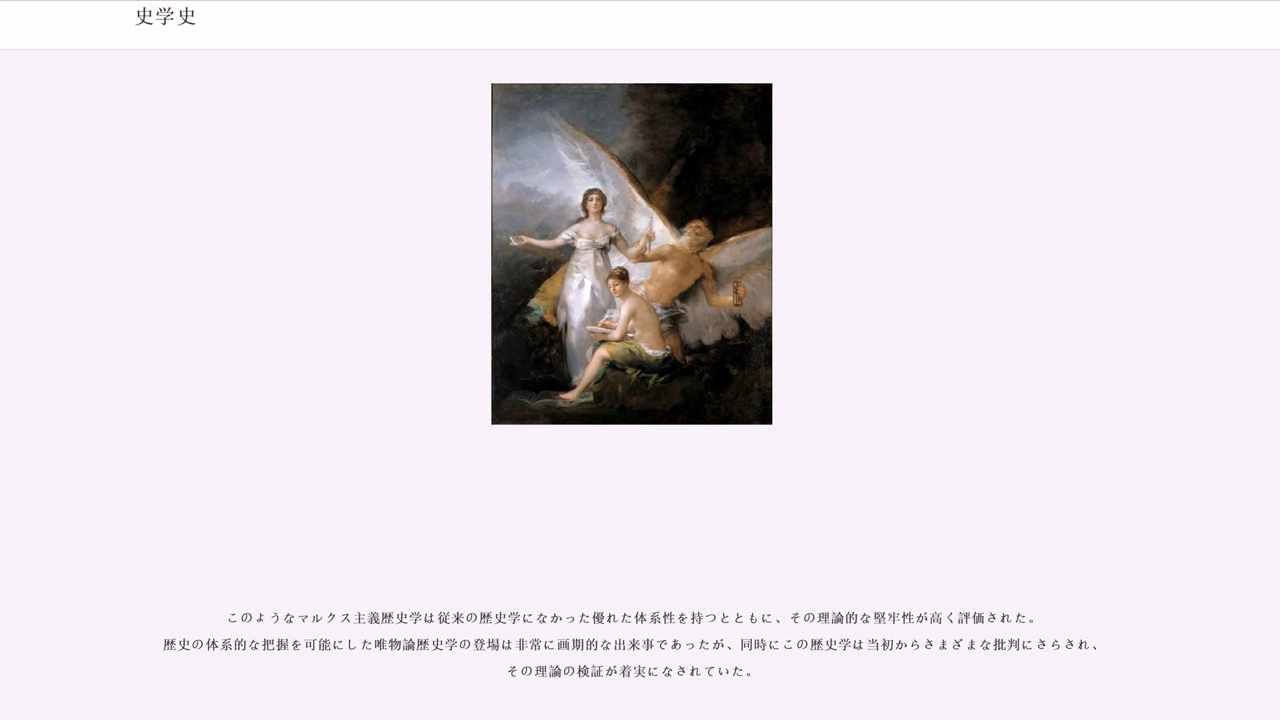 史学史
このようなマルクス主義歴史学は従来の歴史学になかった優れた体系性を持つとともに、その理論的な堅牢性が高く評価された。
歴史の体系的な把握を可能にした唯物論歴史学の登場は非常に画期的な出来事であったが、同時にこの歴史学は当初からさまざまな批判にさらされ、
その理論の検証が着実になされていた。